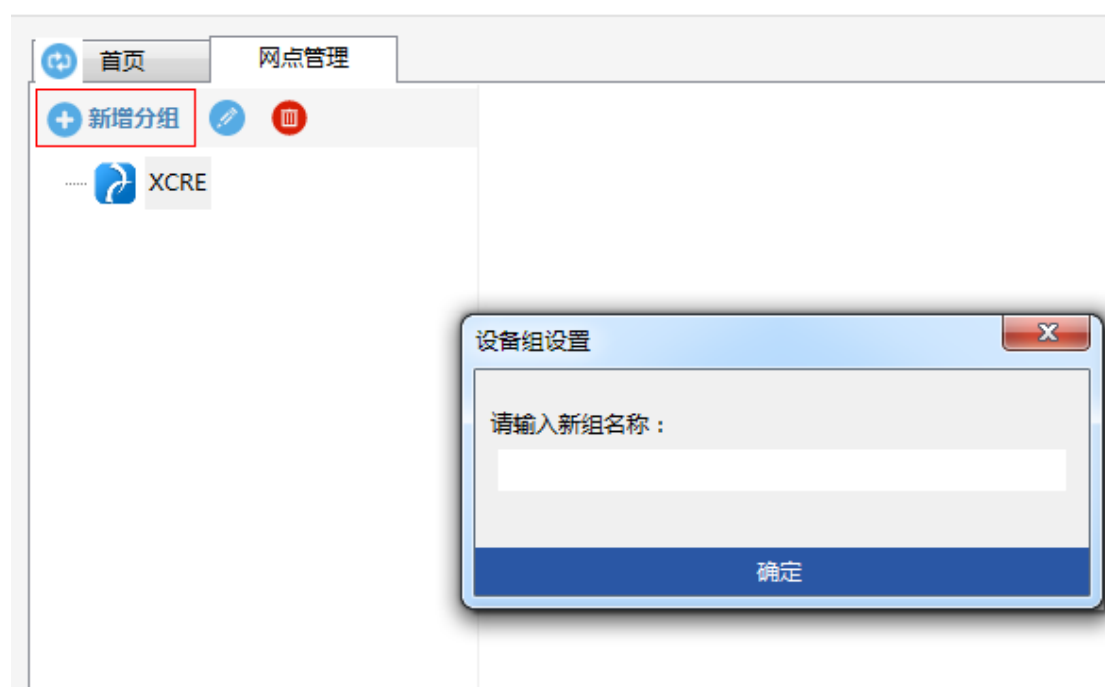 首页
网点管理
新增分组
XCRE
设备组设置
请输入新组名称：
确定